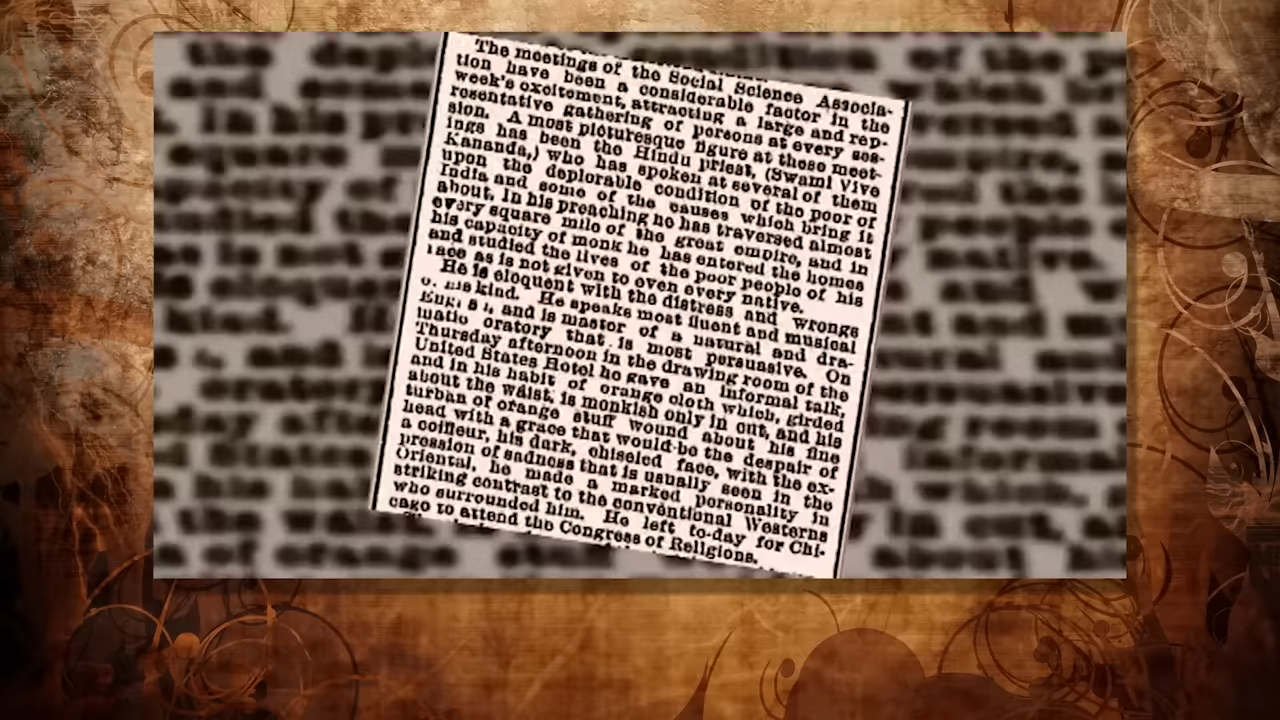 The meetings of the Social Science Associa-
tion have been a considerable factor in the
week's excitement, attracting a large and rep-
resentative gathering of persons at every ses-
sion. A most picturesque figure at these meet-
ings has been the Hindu priest, (Swami Vive
Kananda,) who has spoken at several of them
upon the deplorable condition of the poor of
India and some of the causes which bring it
about. In his preaching he has traversed almost
every square mile of the great empire, and in
his capacity of monk he has entered the homes
and studied the lives of the poor people of his
race as is not given to even every native.
He is eloquent with the distress and wrongs
of his kind. He speaks most fluent and musical
and is master of a natural and dra-
matic oratory that is most persuasive. On
Thursday afternoon in the drawing room of the
United States Hotel he gave an informal talk,
and in his habit of orange cloth which, girded
about the waist, is monkish only in cut, and his
turban of orange stuff wound about his fine
head with a grace that would be the despair of
a coiffeur, his dark, chiseled face, with the ex-
pression of sadness that is usually seen in the
Oriental, he made a marked personality in
striking contrast to the conventional Westerns
who surrounded him. He left to-day for Chi-
cago to attend the Congress of Religions.